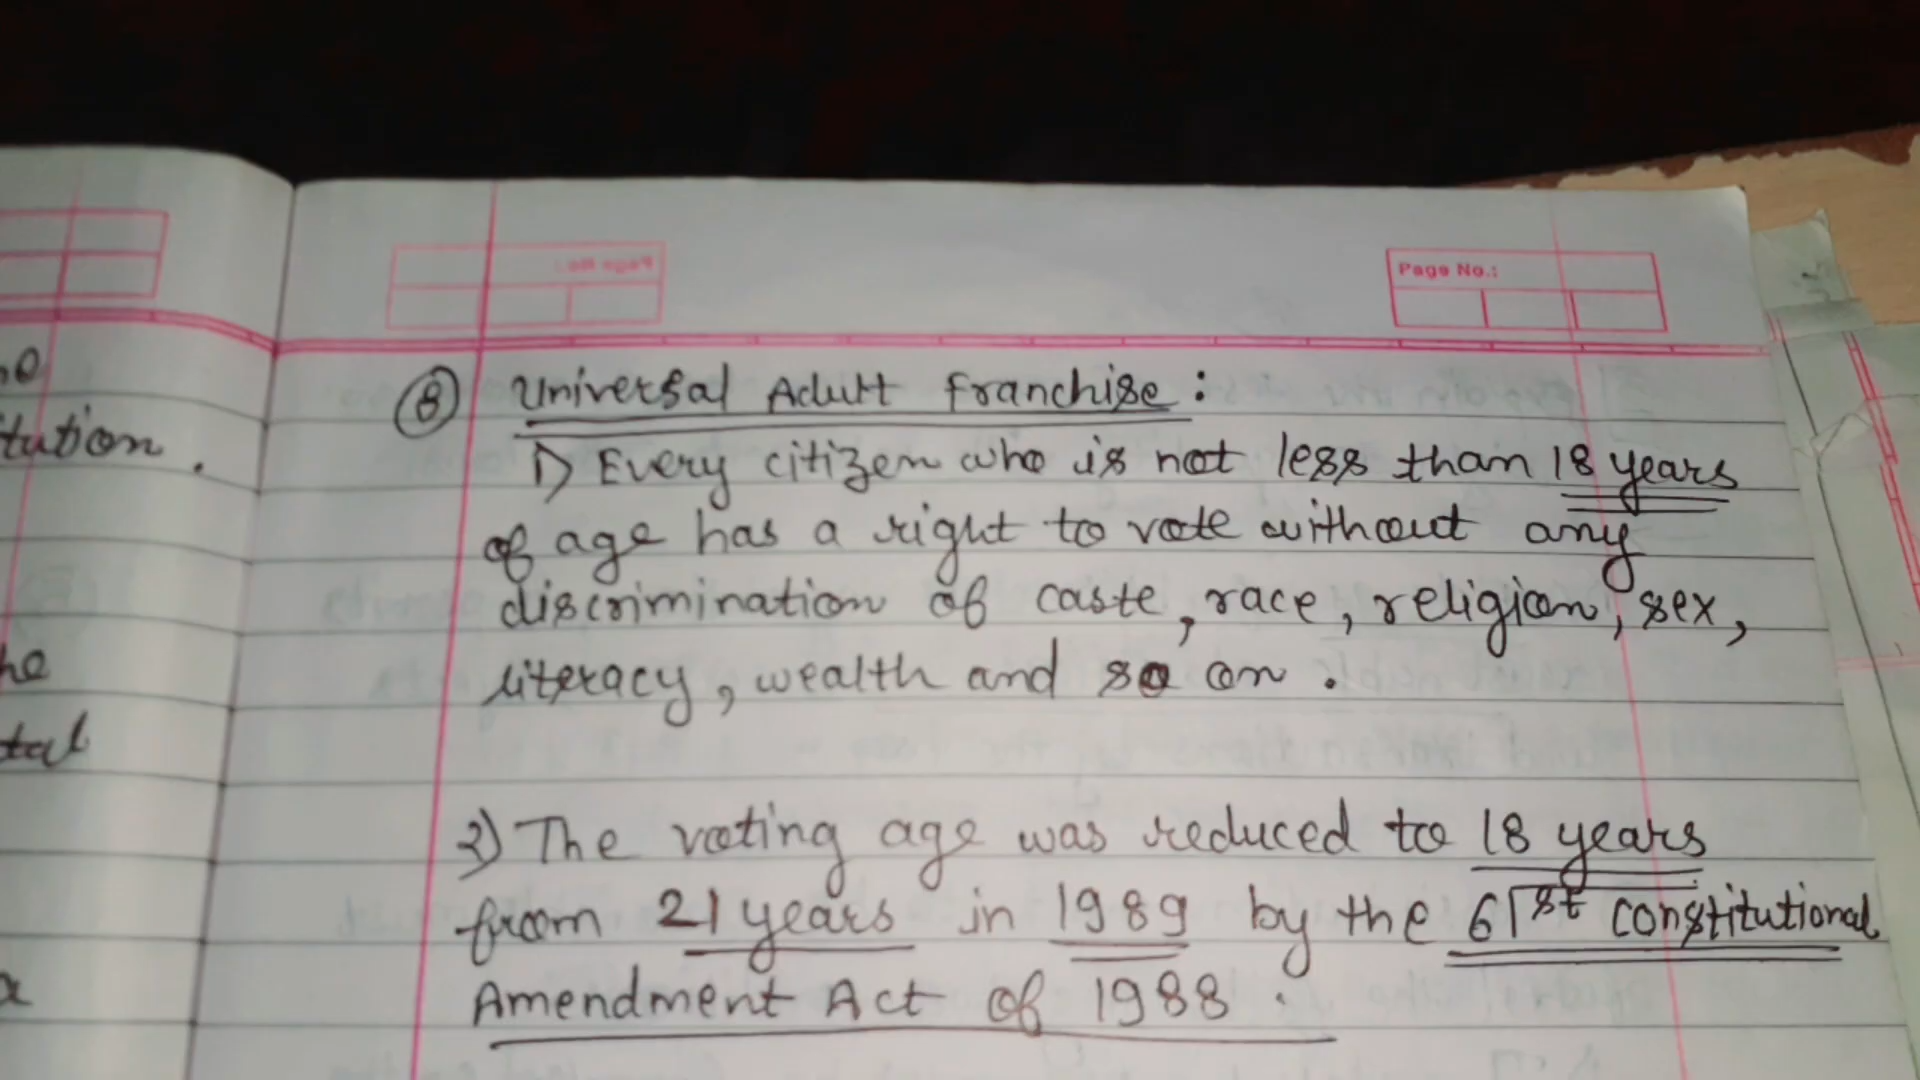 Page No.:
⑧ Universal Adult Franchise :
1) Every citizen who is not less than 18 years
of age has a right to vote without any
discrimination of caste, race, religion, sex,
literacy, wealth and so on .
2) The voting age was reduced to 18 years
from 21 years in 1989 by the 61st constitutional
Amendment Act of 1988 .
tution .